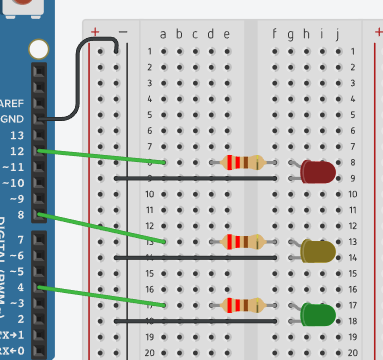 + − a b c d e f g h i j +
1 1
2 2
3 3
AREF 4 4
GND 5 5
13 6 6
12 7 7
~11 8 8
~10 9 9
~9 10 10
8 11 11
12 12
7 13 13
~6 14 14
~5 15 15
4 16 16
~3 17 17
2 18 18
TX→1 19 19
RX←0 20 20
DIGITAL (PWM~)